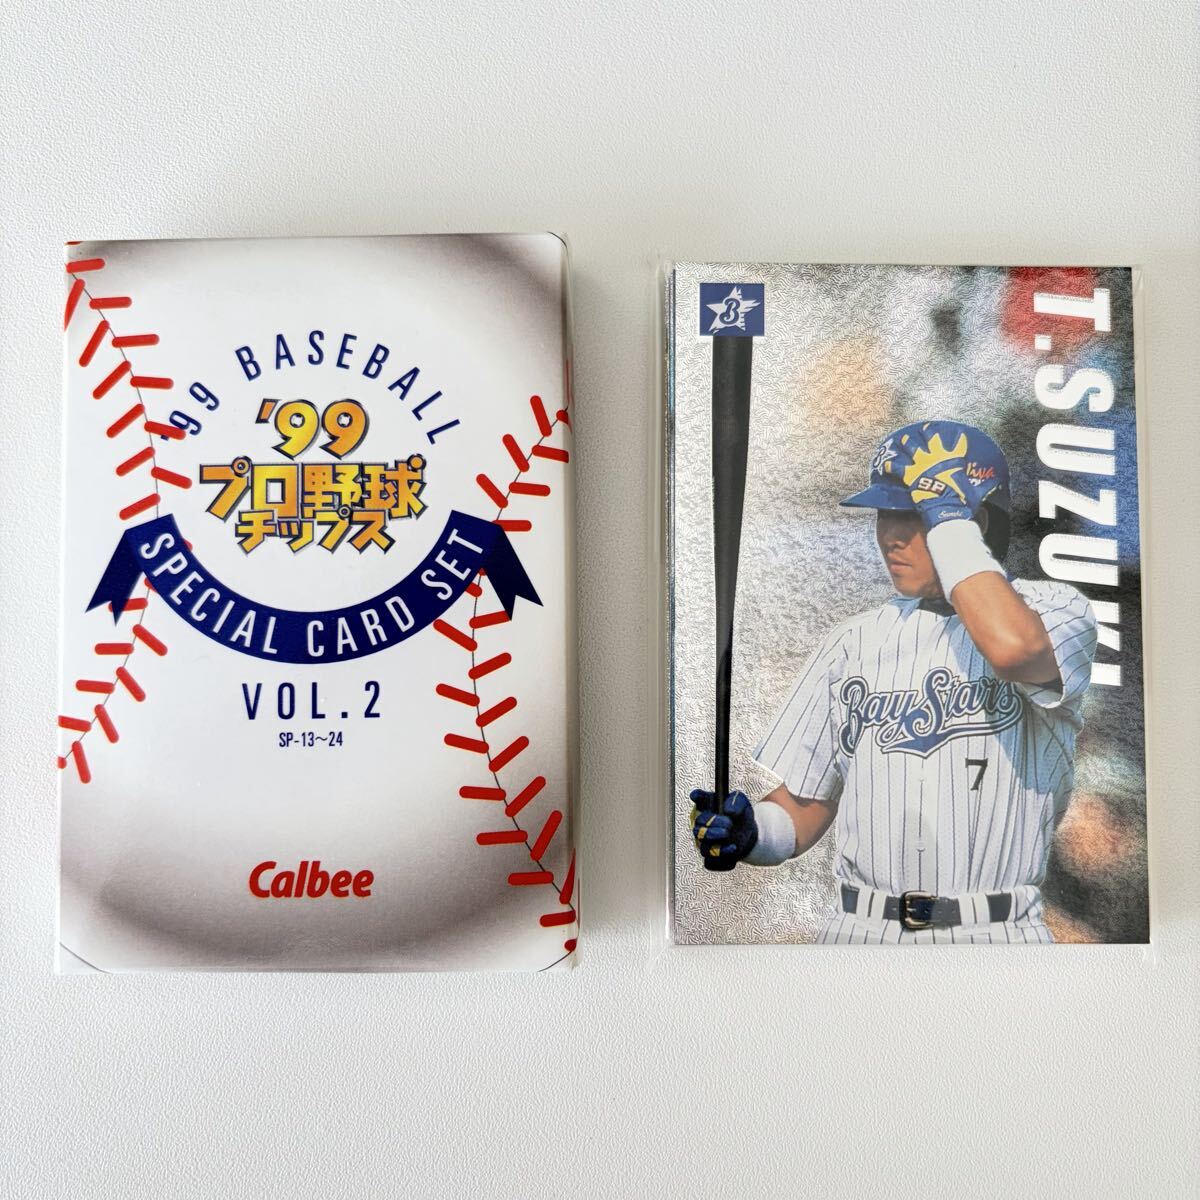 '99 BASEBALL
'99
プロ野球
チップス
SPECIAL CARD SET
VOL.2
SP-13〜24
Calbee
B
T.SUZUKI
98
BayStars
7